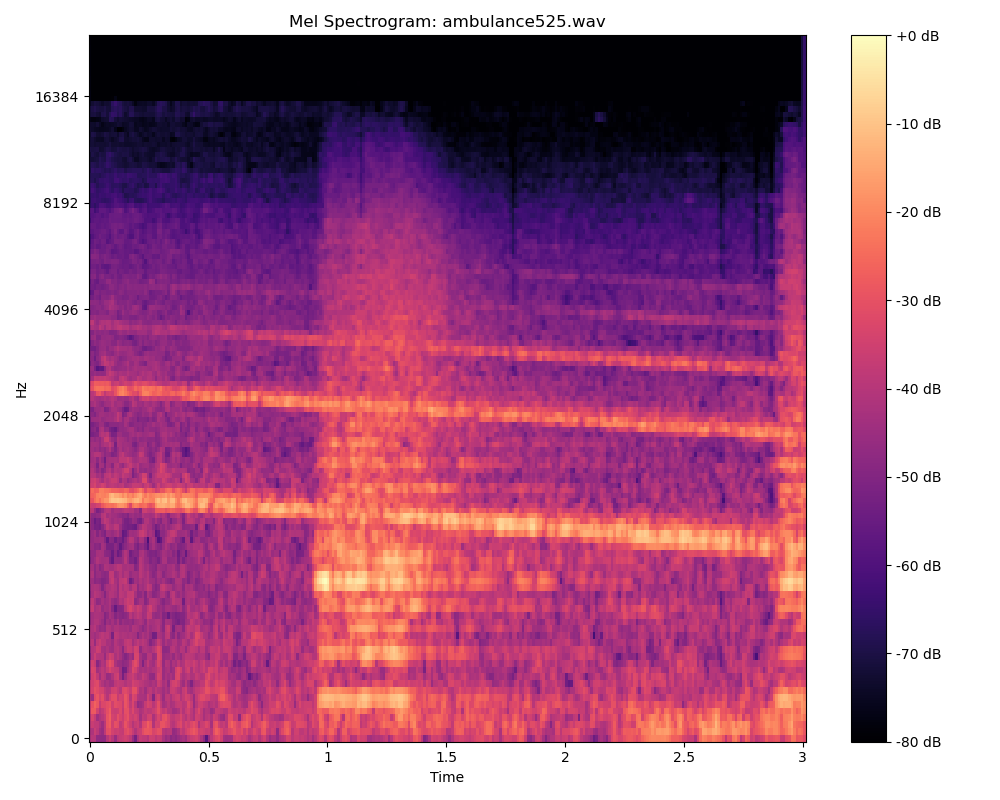 Mel Spectrogram: ambulance525.wav
+0 dB
16384
-10 dB
-20 dB
8192
-30 dB
4096
Hz
-40 dB
2048
-50 dB
1024
-60 dB
512
-70 dB
0
-80 dB
0 0.5 1 1.5 2 2.5 3
Time